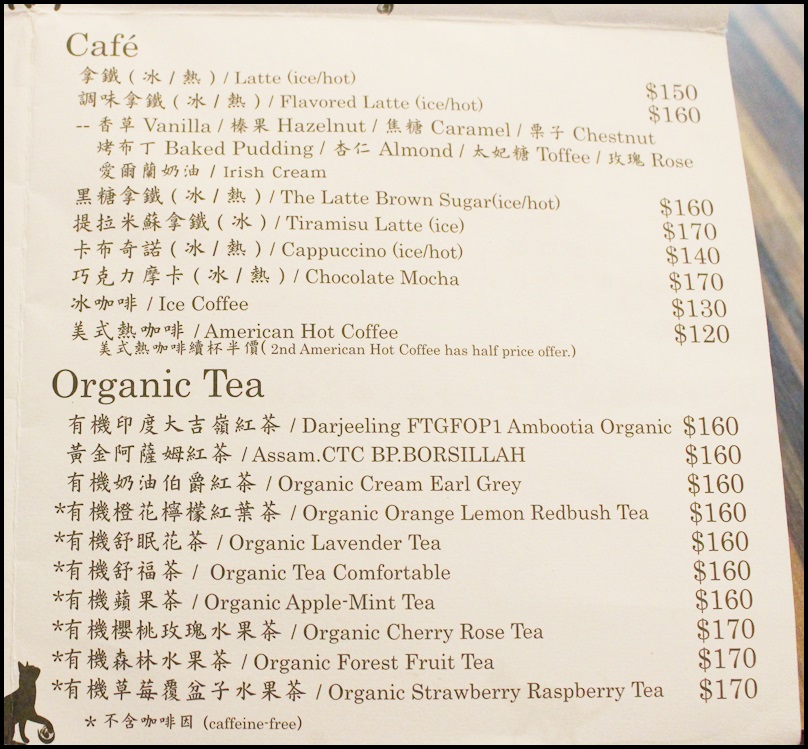 Café
拿鐵 ( 冰 / 熱 ) / Latte (ice/hot) $150
調味拿鐵 ( 冰 / 熱 ) / Flavored Latte (ice/hot) $160
-- 香草 Vanilla / 榛果 Hazelnut / 焦糖 Caramel / 栗子 Chestnut
烤布丁 Baked Pudding / 杏仁 Almond / 太妃糖 Toffee / 玫瑰 Rose
愛爾蘭奶油 / Irish Cream
黑糖拿鐵 ( 冰 / 熱 ) / The Latte Brown Sugar(ice/hot) $160
提拉米蘇拿鐵 ( 冰 ) / Tiramisu Latte (ice) $170
卡布奇諾 ( 冰 / 熱 ) / Cappuccino (ice/hot) $140
巧克力摩卡 ( 冰 / 熱 ) / Chocolate Mocha $170
冰咖啡 / Ice Coffee $130
美式熱咖啡 / American Hot Coffee $120
美式熱咖啡續杯半價( 2nd American Hot Coffee has half price offer.)
Organic Tea
有機印度大吉嶺紅茶 / Darjeeling FTGFOP1 Ambootia Organic $160
黃金阿薩姆紅茶 / Assam.CTC BP.BORSILLAH $160
有機奶油伯爵紅茶 / Organic Cream Earl Grey $160
*有機橙花檸檬紅葉茶 / Organic Orange Lemon Redbush Tea $160
*有機舒眠花茶 / Organic Lavender Tea $160
*有機舒福茶 / Organic Tea Comfortable $160
*有機蘋果茶 / Organic Apple-Mint Tea $160
*有機櫻桃玫瑰水果茶 / Organic Cherry Rose Tea $170
*有機森林水果茶 / Organic Forest Fruit Tea $170
*有機草莓覆盆子水果茶 / Organic Strawberry Raspberry Tea $170
* 不含咖啡因 (caffeine-free)